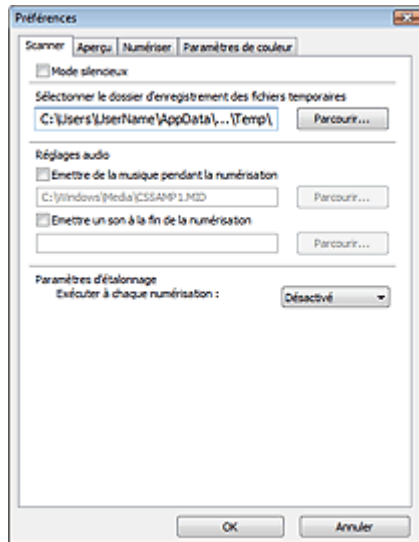 Préférences
Scanner Aperçu Numériser Paramètres de couleur
Mode silencieux
Sélectionner le dossier d'enregistrement des fichiers temporaires
C:\Users\UserName\AppData\,...\Temp\, Parcourir...
Réglages audio
Emettre de la musique pendant la numérisation
C:\Windows\Media\CSSAMP1.MID Parcourir...
Emettre un son à la fin de la numérisation
Parcourir...
Paramètres d'étalonnage
Exécuter à chaque numérisation : Désactivé
OK Annuler